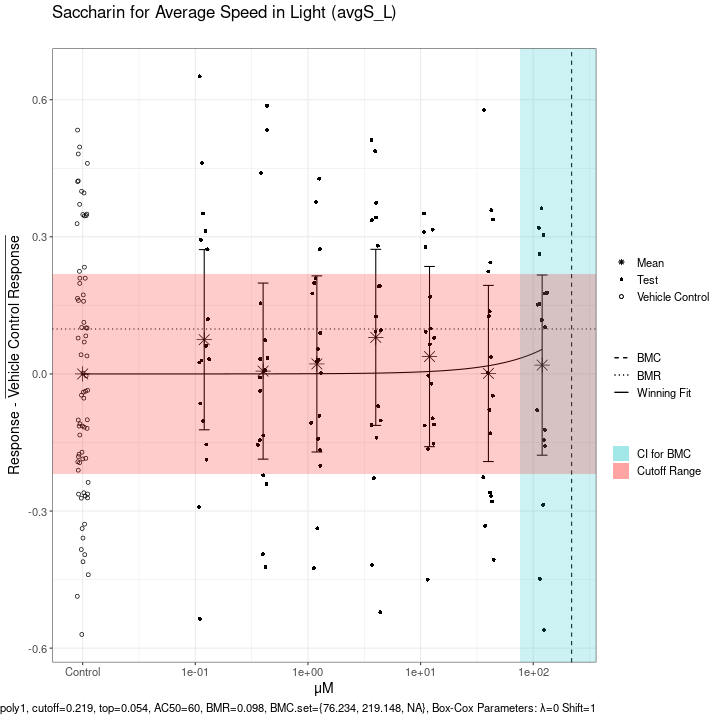 Saccharin for Average Speed in Light (avgS_L)
Response - Vehicle Control Response
0.6
0.3
0.0
-0.3
-0.6
Control
1e-01
1e+00
1e+01
1e+02
μM
Mean
Test
Vehicle Control
BMC
BMR
Winning Fit
CI for BMC
Cutoff Range
poly1, cutoff=0.219, top=0.054, AC50=60, BMR=0.098, BMC.set={76.234, 219.148, NA}, Box-Cox Parameters: λ=0 Shift=1